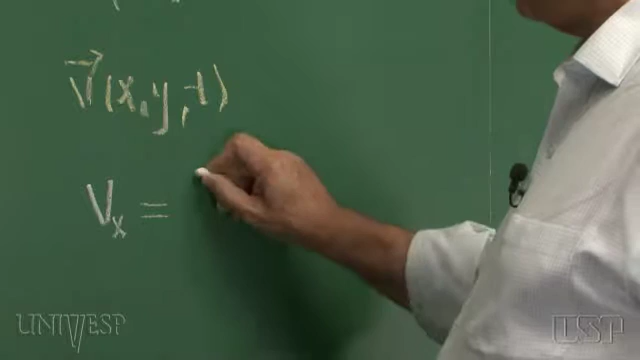 V⃗(x,y,t)
Vx =
UNIVESP
USP